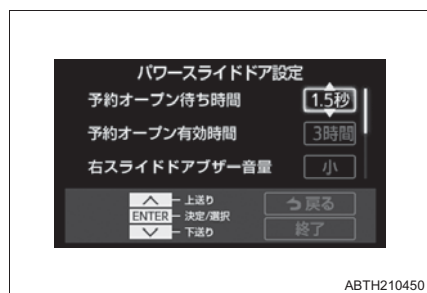 パワースライドドア設定
予約オープン待ち時間 1.5秒
予約オープン有効時間 3時間
右スライドドアブザー音量 小
上送り
ENTER 決定/選択
下送り
戻る
終了
ABTH210450